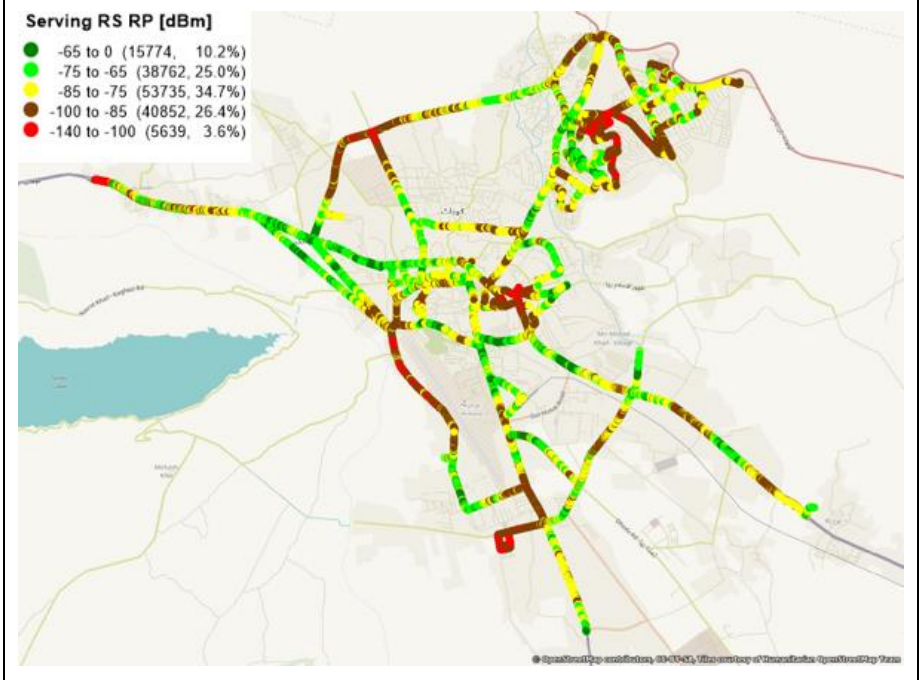 Serving RS RP [dBm]
-65 to 0 (15774, 10.2%)
-75 to -65 (38762, 25.0%)
-85 to -75 (53735, 34.7%)
-100 to -85 (40852, 26.4%)
-140 to -100 (5639, 3.6%)
© OpenStreetMap contributors, CC-BY-SA, Tiles courtesy of Humanitarian OpenStreetMap Team